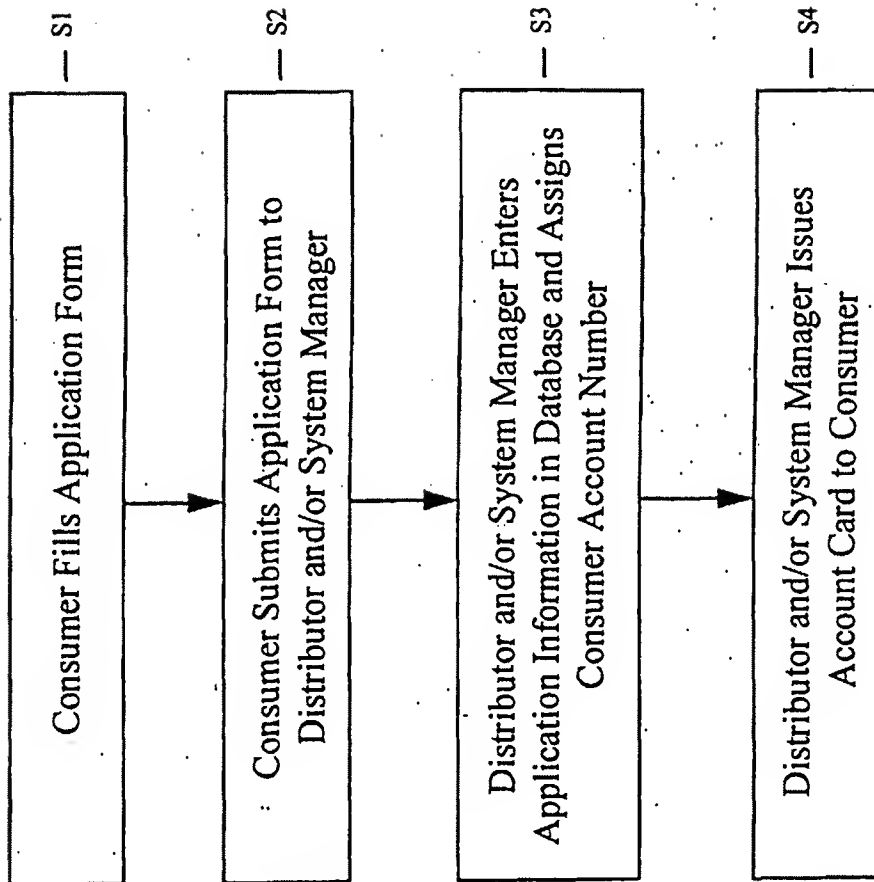 Consumer Fills Application Form
S1
Consumer Submits Application Form to
Distributor and/or System Manager
S2
Distributor and/or System Manager Enters
Application Information in Database and Assigns
Consumer Account Number
S3
Distributor and/or System Manager Issues
Account Card to Consumer
S4